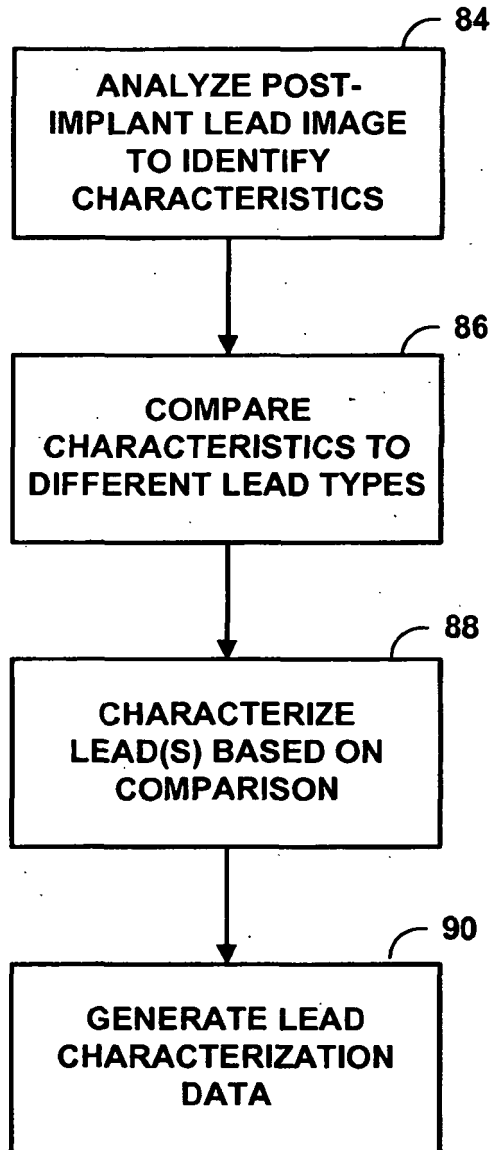 84
ANALYZE POST-
IMPLANT LEAD IMAGE
TO IDENTIFY
CHARACTERISTICS
86
COMPARE
CHARACTERISTICS TO
DIFFERENT LEAD TYPES
88
CHARACTERIZE
LEAD(S) BASED ON
COMPARISON
90
GENERATE LEAD
CHARACTERIZATION
DATA